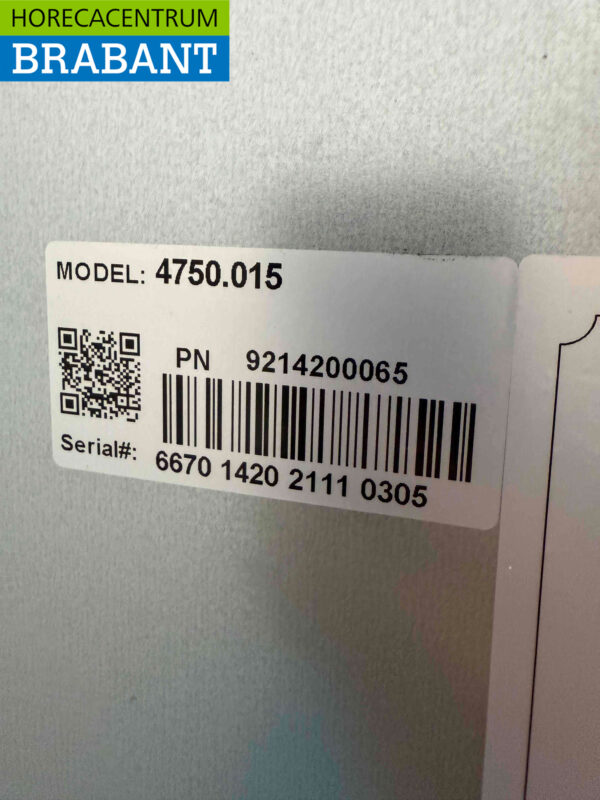 HORECACENTRUM
BRABANT
MODEL: 4750.015
PN 9214200065
Serial#:
6670 1420 2111 0305